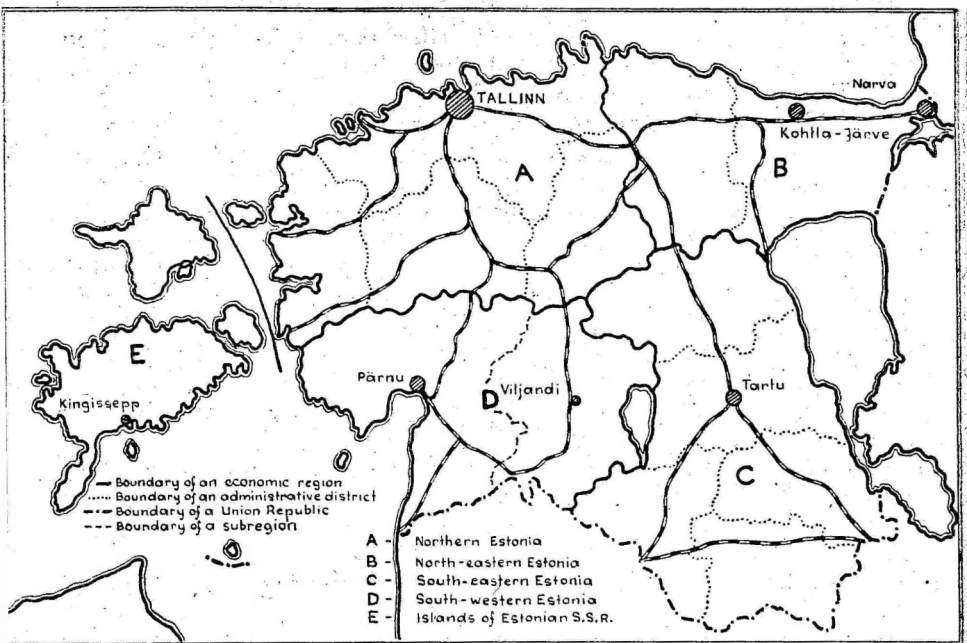 TALLINN
Narva
Kohtla-Järve
A
B
E
Kingissepp
Pärnu
D
Viljandi
Tartu
C
Boundary of an economic region
Boundary of an administrative district
Boundary of a Union Republic
Boundary of a subregion
A - Northern Estonia
B - North-eastern Estonia
C - South-eastern Estonia
D - South-western Estonia
E - Islands of Estonian S.S.R.